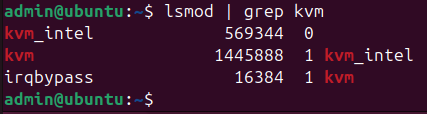 admin@ubuntu:~$ lsmod | grep kvm
kvm_intel 569344 0
kvm 1445888 1 kvm_intel
irqbypass 16384 1 kvm
admin@ubuntu:~$